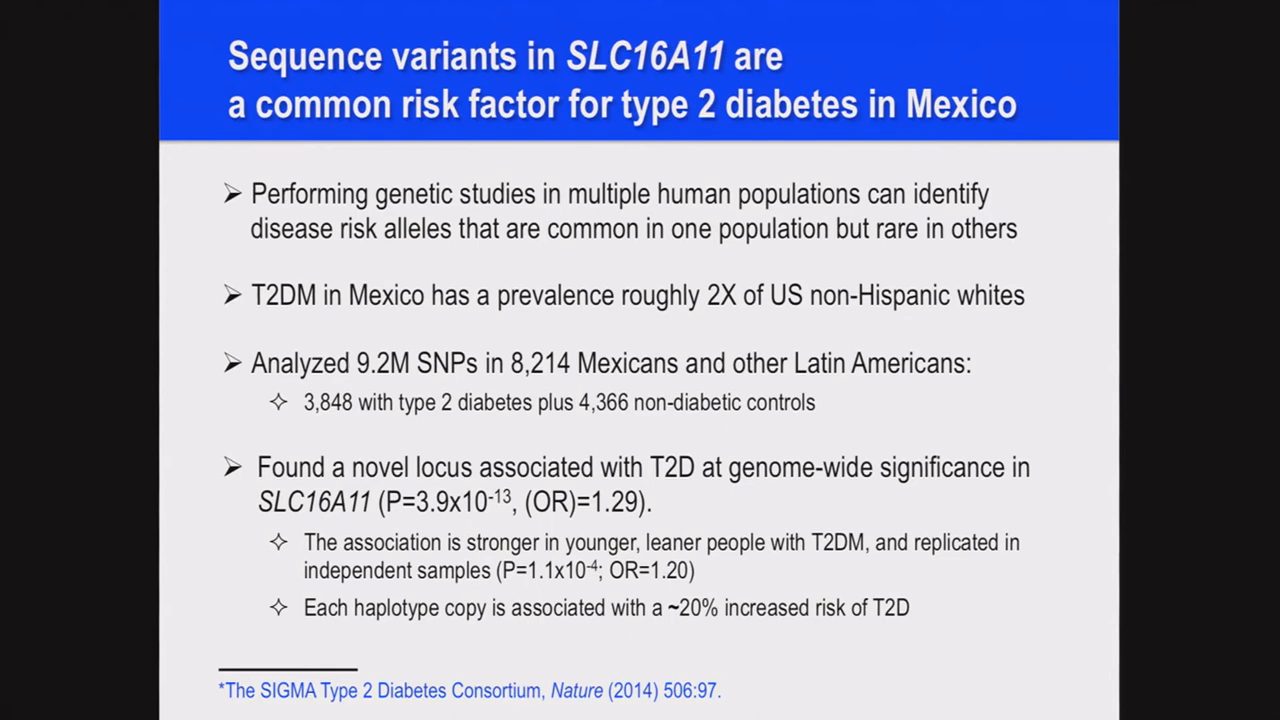 Sequence variants in SLC16A11 are
a common risk factor for type 2 diabetes in Mexico
➢ Performing genetic studies in multiple human populations can identify
disease risk alleles that are common in one population but rare in others
➢ T2DM in Mexico has a prevalence roughly 2X of US non-Hispanic whites
➢ Analyzed 9.2M SNPs in 8,214 Mexicans and other Latin Americans:
✧ 3,848 with type 2 diabetes plus 4,366 non-diabetic controls
➢ Found a novel locus associated with T2D at genome-wide significance in
SLC16A11 (P=3.9x10⁻¹³, (OR)=1.29).
✧ The association is stronger in younger, leaner people with T2DM, and replicated in
independent samples (P=1.1x10⁻⁴; OR=1.20)
✧ Each haplotype copy is associated with a ~20% increased risk of T2D
*The SIGMA Type 2 Diabetes Consortium, Nature (2014) 506:97.